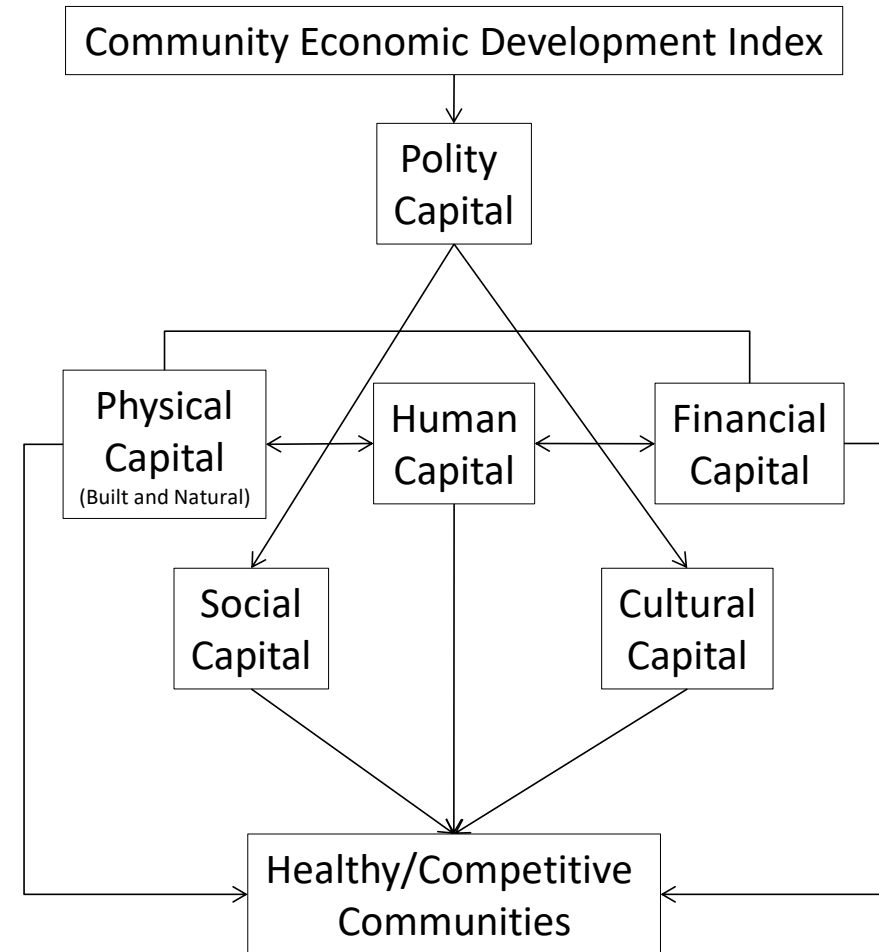 Community Economic Development Index
Polity
Capital
Physical
Capital
(Built and Natural)
Human
Capital
Financial
Capital
Social
Capital
Cultural
Capital
Healthy/Competitive
Communities